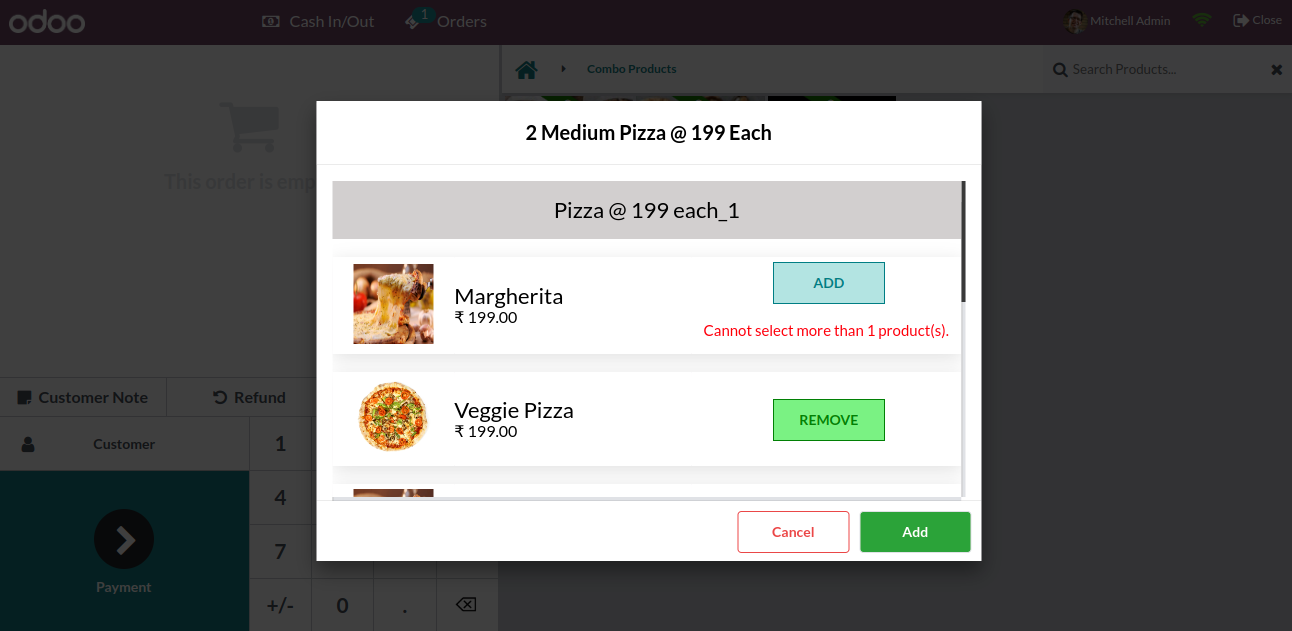 odoo
Cash In/Out
1
Orders
Mitchell Admin
Close
Combo Products
Search Products...
2 Medium Pizza @ 199 Each
This order is emp
Pizza @ 199 each_1
Margherita
₹ 199.00
ADD
Cannot select more than 1 product(s).
Veggie Pizza
₹ 199.00
REMOVE
Customer Note
Refund
Customer
1
4
7
+/-
0
.
Payment
Cancel
Add